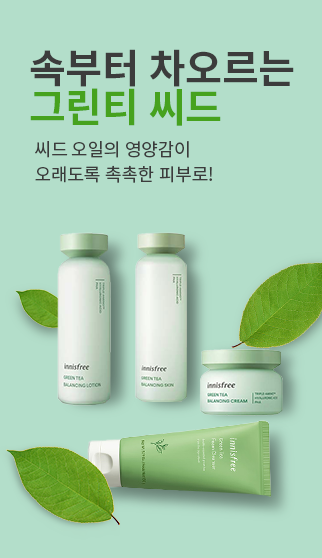 속부터 차오르는
그린티 씨드
씨드 오일의 영양감이
오래도록 촉촉한 피부로!
innisfree
GREEN TEA
BALANCING LOTION
innisfree
GREEN TEA
BALANCING SKIN
innisfree
GREEN TEA
BALANCING CREAM
innisfree